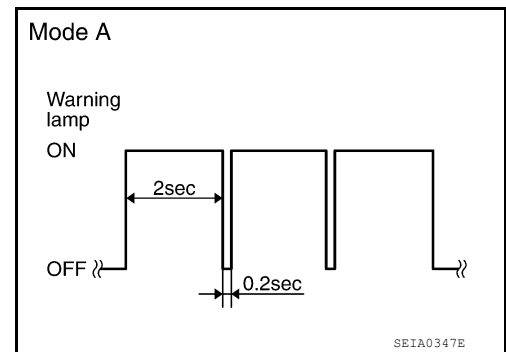 Mode A
Warning
lamp
ON
2sec
OFF
0.2sec
SEIA0347E